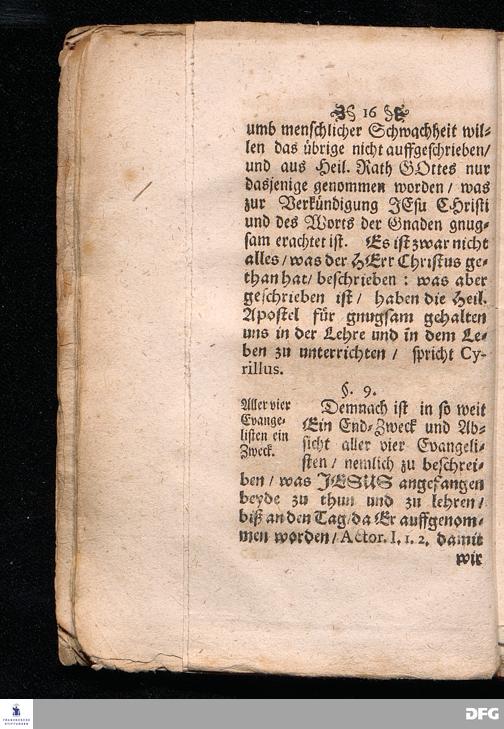 16
umb menschlicher Schwachheit wil⸗
len das übrige nicht auffgeschrieben/
und aus Heil. Rath GOttes nur
dasjenige genommen worden/ was
zur Verkündigung JEsu CHristi
und des Worts der Gnaden gnug⸗
sam erachtet ist. Es ist zwar nicht
alles/ was der HErr Christus ge⸗
than hat/ beschrieben: was aber
geschrieben ist/ haben die Heil.
Apostel für gnugsam gehalten
uns in der Lehre und in dem Le⸗
ben zu unterrichten/ spricht Cy-
rillus.
§. 9.
Aller vier
Evange⸗
listen ein
Zweck.
Demnach ist in so weit
Ein End⸗Zweck und Ab⸗
sicht aller vier Evangeli⸗
sten/ nemlich zu beschrei⸗
ben/ was JESUS angefangen
beyde zu thun und zu lehren/
biß an den Tag/ da Er auffgenom⸗
men worden/ Actor. I, 1. 2. damit
wir
FRANCKESCHE
STIFTUNGEN
DFG